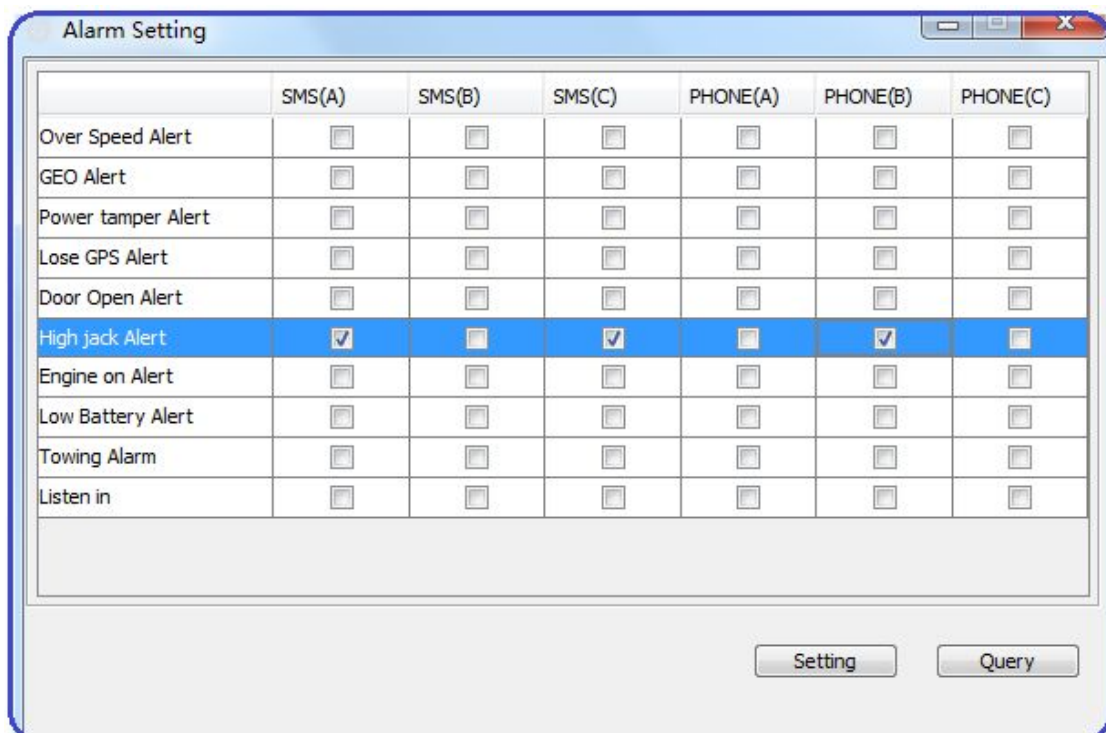 Alarm Setting
SMS(A) SMS(B) SMS(C) PHONE(A) PHONE(B) PHONE(C)
Over Speed Alert
GEO Alert
Power tamper Alert
Lose GPS Alert
Door Open Alert
High jack Alert
Engine on Alert
Low Battery Alert
Towing Alarm
Listen in
Setting Query